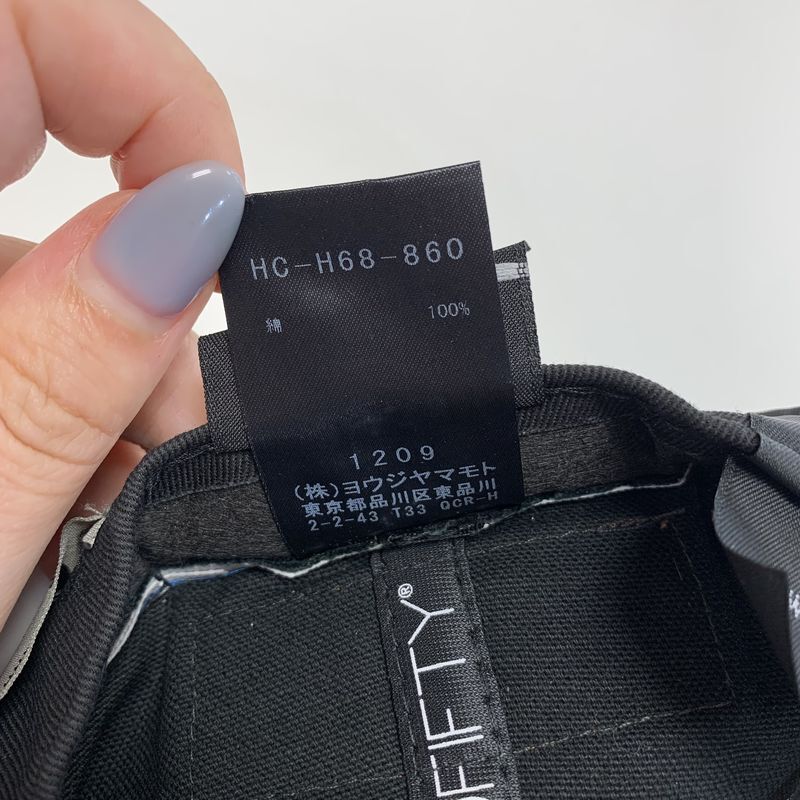 HC-H68-860
綿 100%
1209
(株)ヨウジヤマモト
東京都品川区東品川
2-2-43 T33 QCR-H
FIFTY®